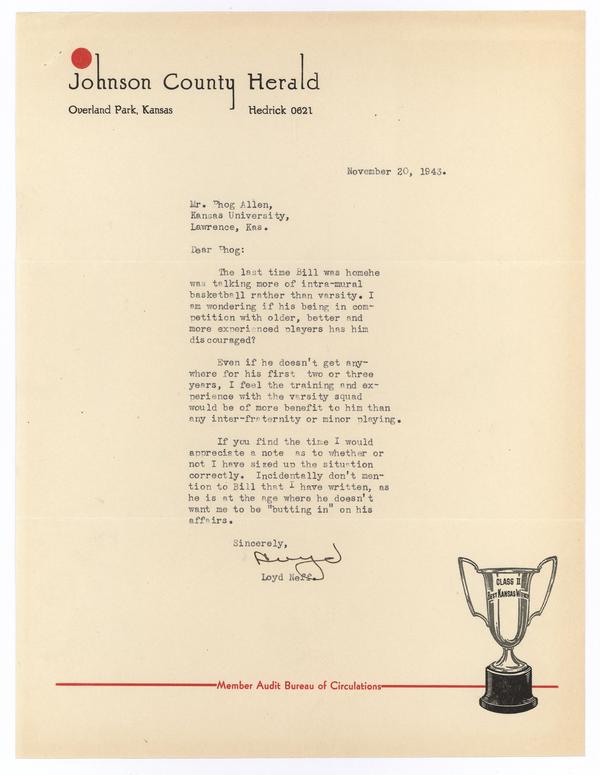 Johnson County Herald
Overland Park, Kansas Hedrick 0621
November 20, 1943.
Mr. Phog Allen,
Kansas University,
Lawrence, Kas.
Dear Phog:
The last time Bill was homehe
was talking more of intra-mural
basketball rather than varsity. I
am wondering if his being in com-
petition with older, better and
more experienced players has him
discouraged?
Even if he doesn't get any-
where for his first two or three
years, I feel the training and ex-
perience with the varsity squad
would be of more benefit to him than
any inter-fraternity or minor playing.
If you find the time I would
appreciate a note as to whether or
not I have sized up the situation
correctly. Incidentally don't men-
tion to Bill that I have written, as
he is at the age where he doesn't
want me to be "butting in" on his
affairs.
Sincerely,
Loyd
Loyd Neff.
CLASS II
BEST KANSAS
Member Audit Bureau of Circulations